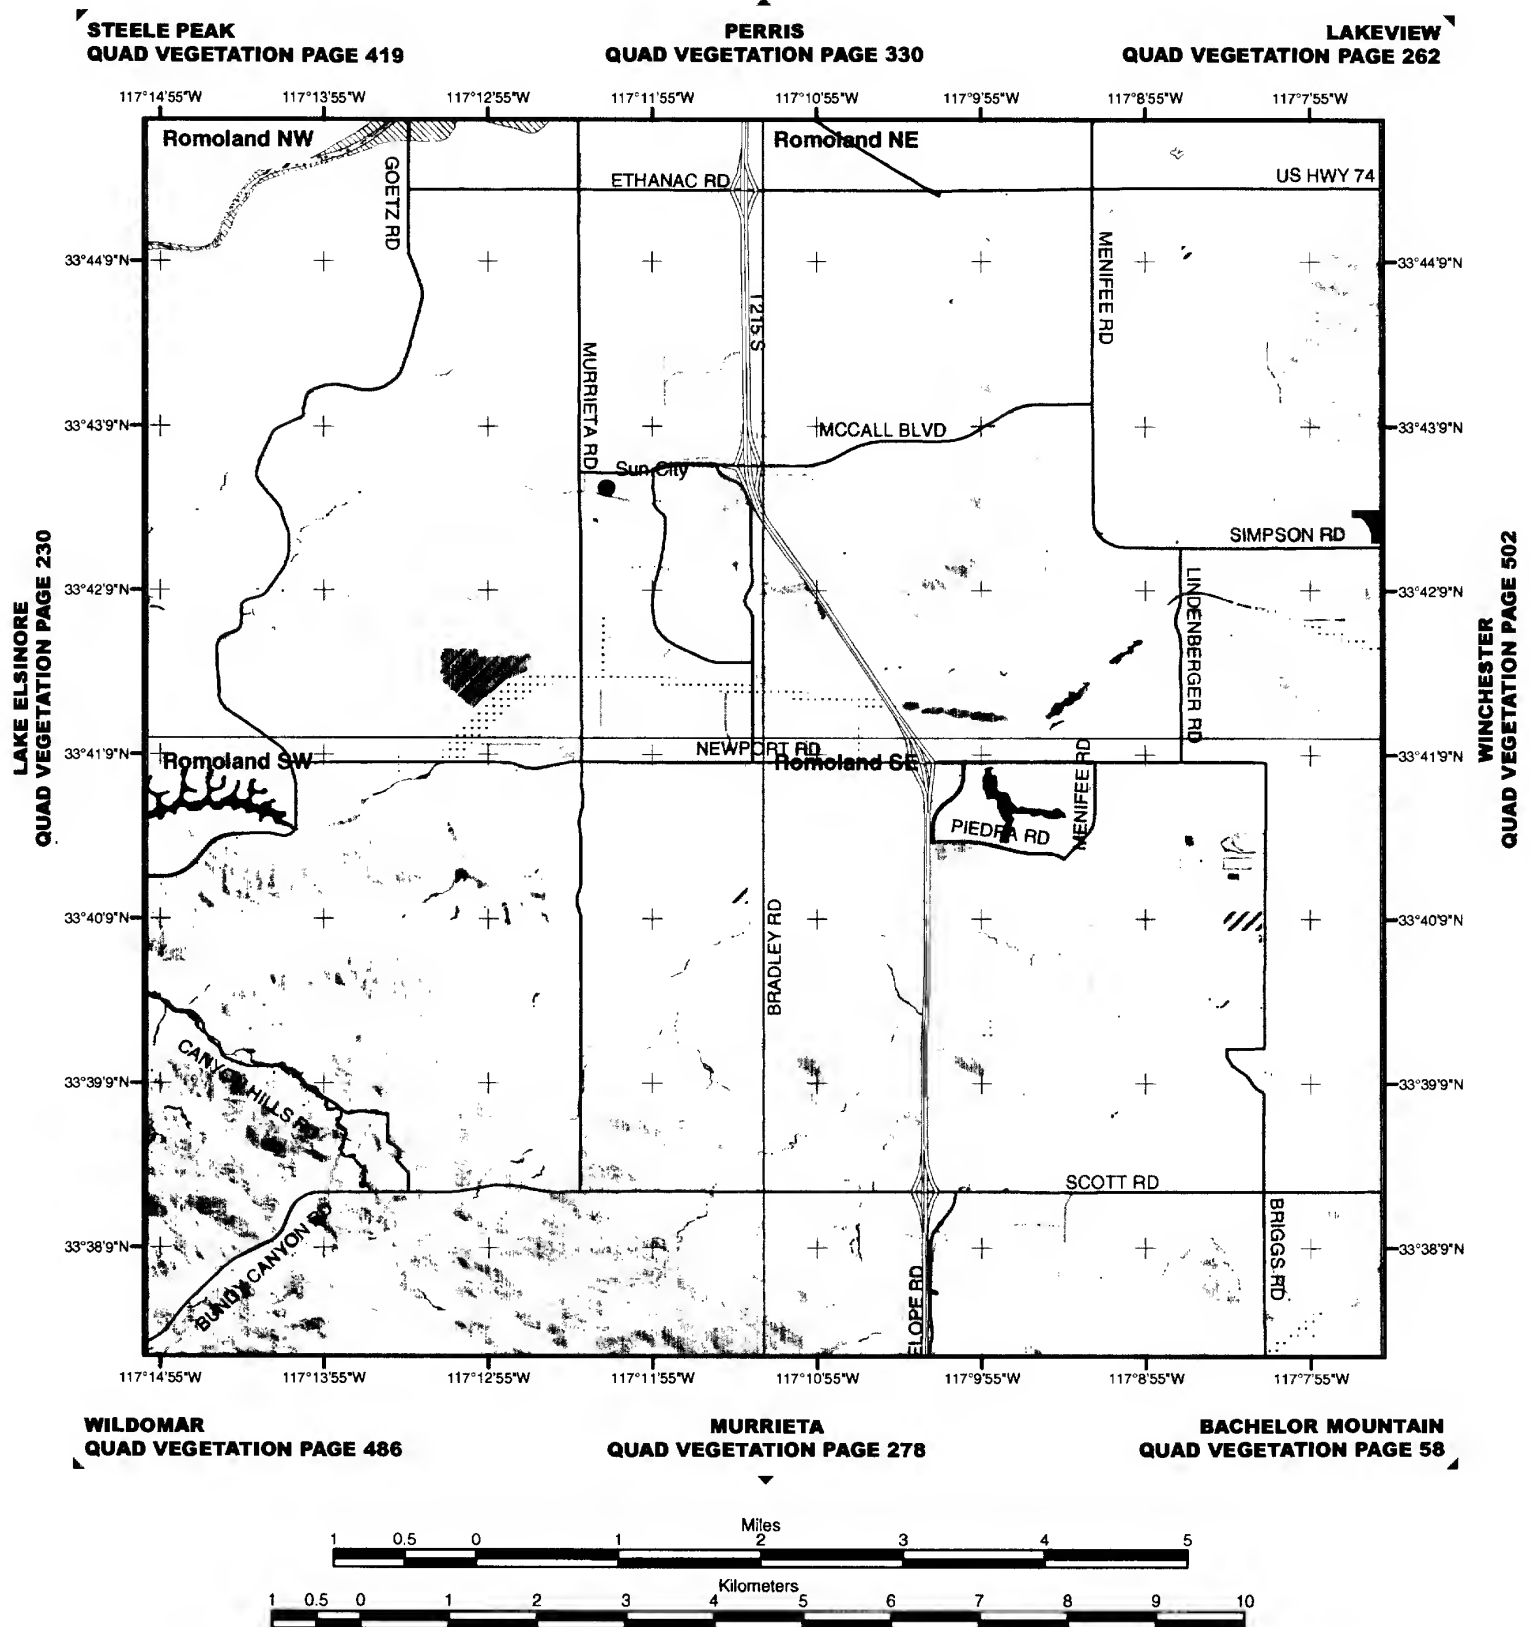 STEELE PEAK
QUAD VEGETATION PAGE 419
PERRIS
QUAD VEGETATION PAGE 330
LAKEVIEW
QUAD VEGETATION PAGE 262
117°14'55"W 117°13'55"W 117°12'55"W 117°11'55"W 117°10'55"W 117°9'55"W 117°8'55"W 117°7'55"W
Romoland NW
Romoland NE
GOETZ RD
ETHANAC RD
US HWY 74
MENIFEE RD
33°44'9"N
33°44'9"N
I 215 S
MURRIETA RD
33°43'9"N
MCCALL BLVD
33°43'9"N
Sun City
SIMPSON RD
LAKE ELSINORE
QUAD VEGETATION PAGE 230
WINCHESTER
QUAD VEGETATION PAGE 502
33°42'9"N
33°42'9"N
LINDENBERGER RD
33°41'9"N
NEWPORT RD
33°41'9"N
Romoland SW
Romoland SE
MENIFEE RD
PIEDRA RD
33°40'9"N
33°40'9"N
BRADLEY RD
CANYON HILLS RD
33°39'9"N
33°39'9"N
SCOTT RD
BUNDY CANYON RD
BRIGGS RD
33°38'9"N
33°38'9"N
ELOPE RD
117°14'55"W 117°13'55"W 117°12'55"W 117°11'55"W 117°10'55"W 117°9'55"W 117°8'55"W 117°7'55"W
WILDOMAR
QUAD VEGETATION PAGE 486
MURRIETA
QUAD VEGETATION PAGE 278
BACHELOR MOUNTAIN
QUAD VEGETATION PAGE 58
Miles
1 0.5 0 1 2 3 4 5
Kilometers
1 0.5 0 1 2 3 4 5 6 7 8 9 10